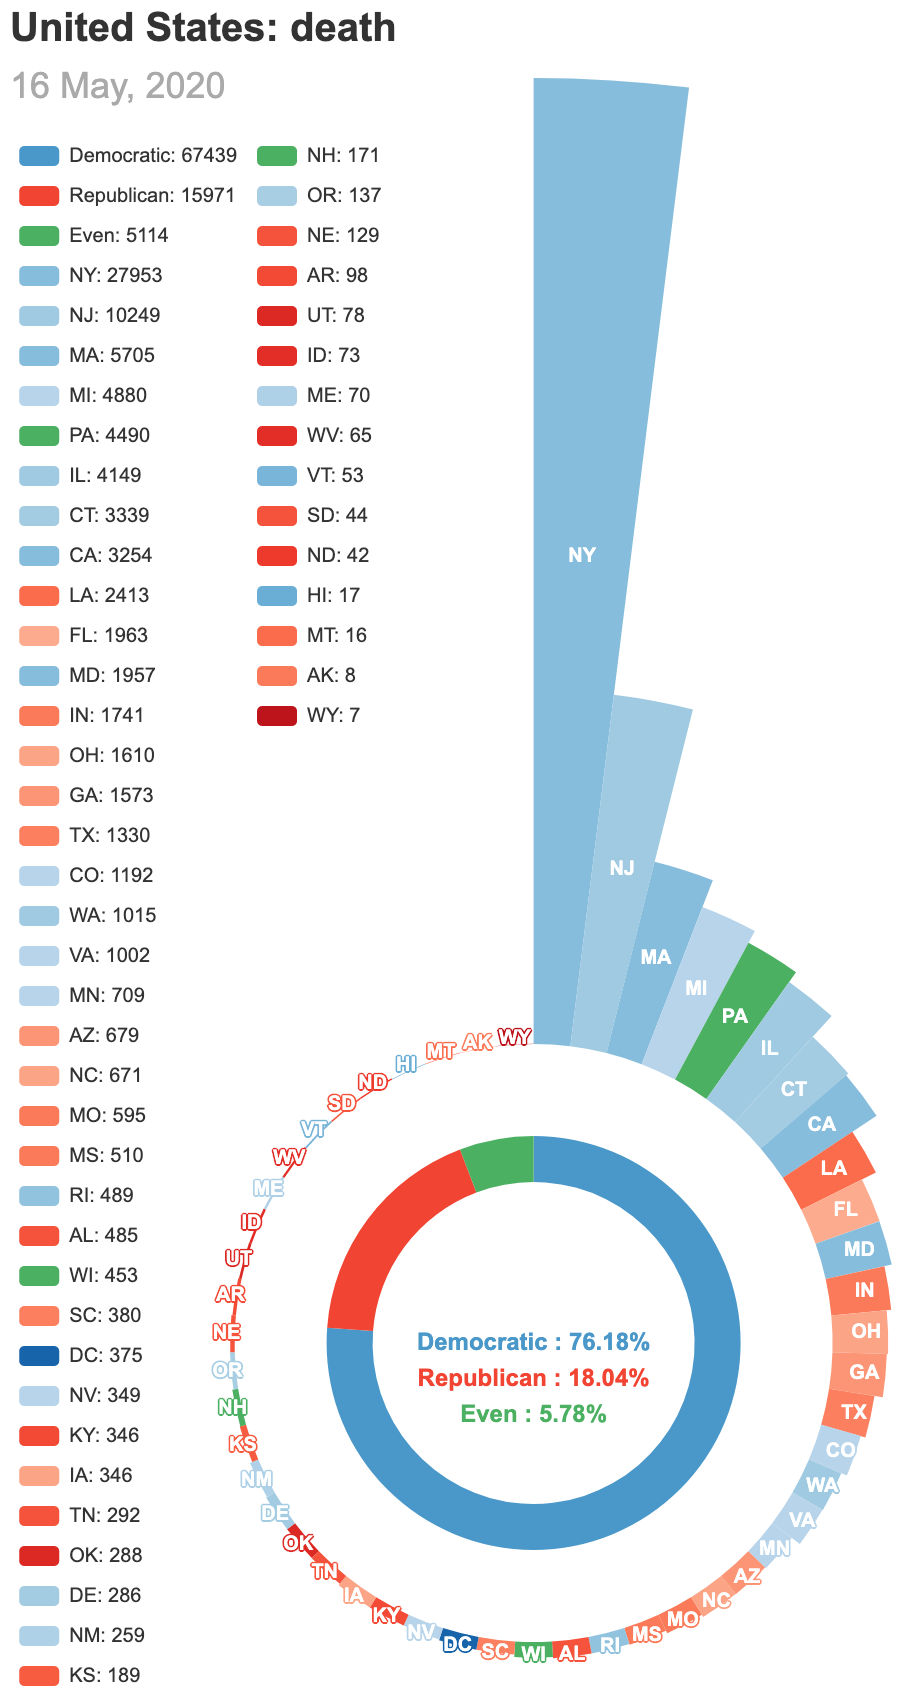 United States: death
16 May, 2020
Democratic: 67439
Republican: 15971
Even: 5114
NY: 27953
NJ: 10249
MA: 5705
MI: 4880
PA: 4490
IL: 4149
CT: 3339
CA: 3254
LA: 2413
FL: 1963
MD: 1957
IN: 1741
OH: 1610
GA: 1573
TX: 1330
CO: 1192
WA: 1015
VA: 1002
MN: 709
AZ: 679
NC: 671
MO: 595
MS: 510
RI: 489
AL: 485
WI: 453
SC: 380
DC: 375
NV: 349
KY: 346
IA: 346
TN: 292
OK: 288
DE: 286
NM: 259
KS: 189
NH: 171
OR: 137
NE: 129
AR: 98
UT: 78
ID: 73
ME: 70
WV: 65
VT: 53
SD: 44
ND: 42
HI: 17
MT: 16
AK: 8
WY: 7
NY
NJ
MA
MI
PA
IL
CT
CA
LA
FL
MD
IN
OH
GA
TX
CO
WA
VA
MN
AZ
NC
MO
MS
RI
AL
WI
SC
DC
NV
KY
IA
TN
OK
DE
NM
KS
NH
OR
NE
AR
UT
ID
ME
WV
VT
SD
ND
HI
MT
AK
WY
Democratic : 76.18%
Republican : 18.04%
Even : 5.78%